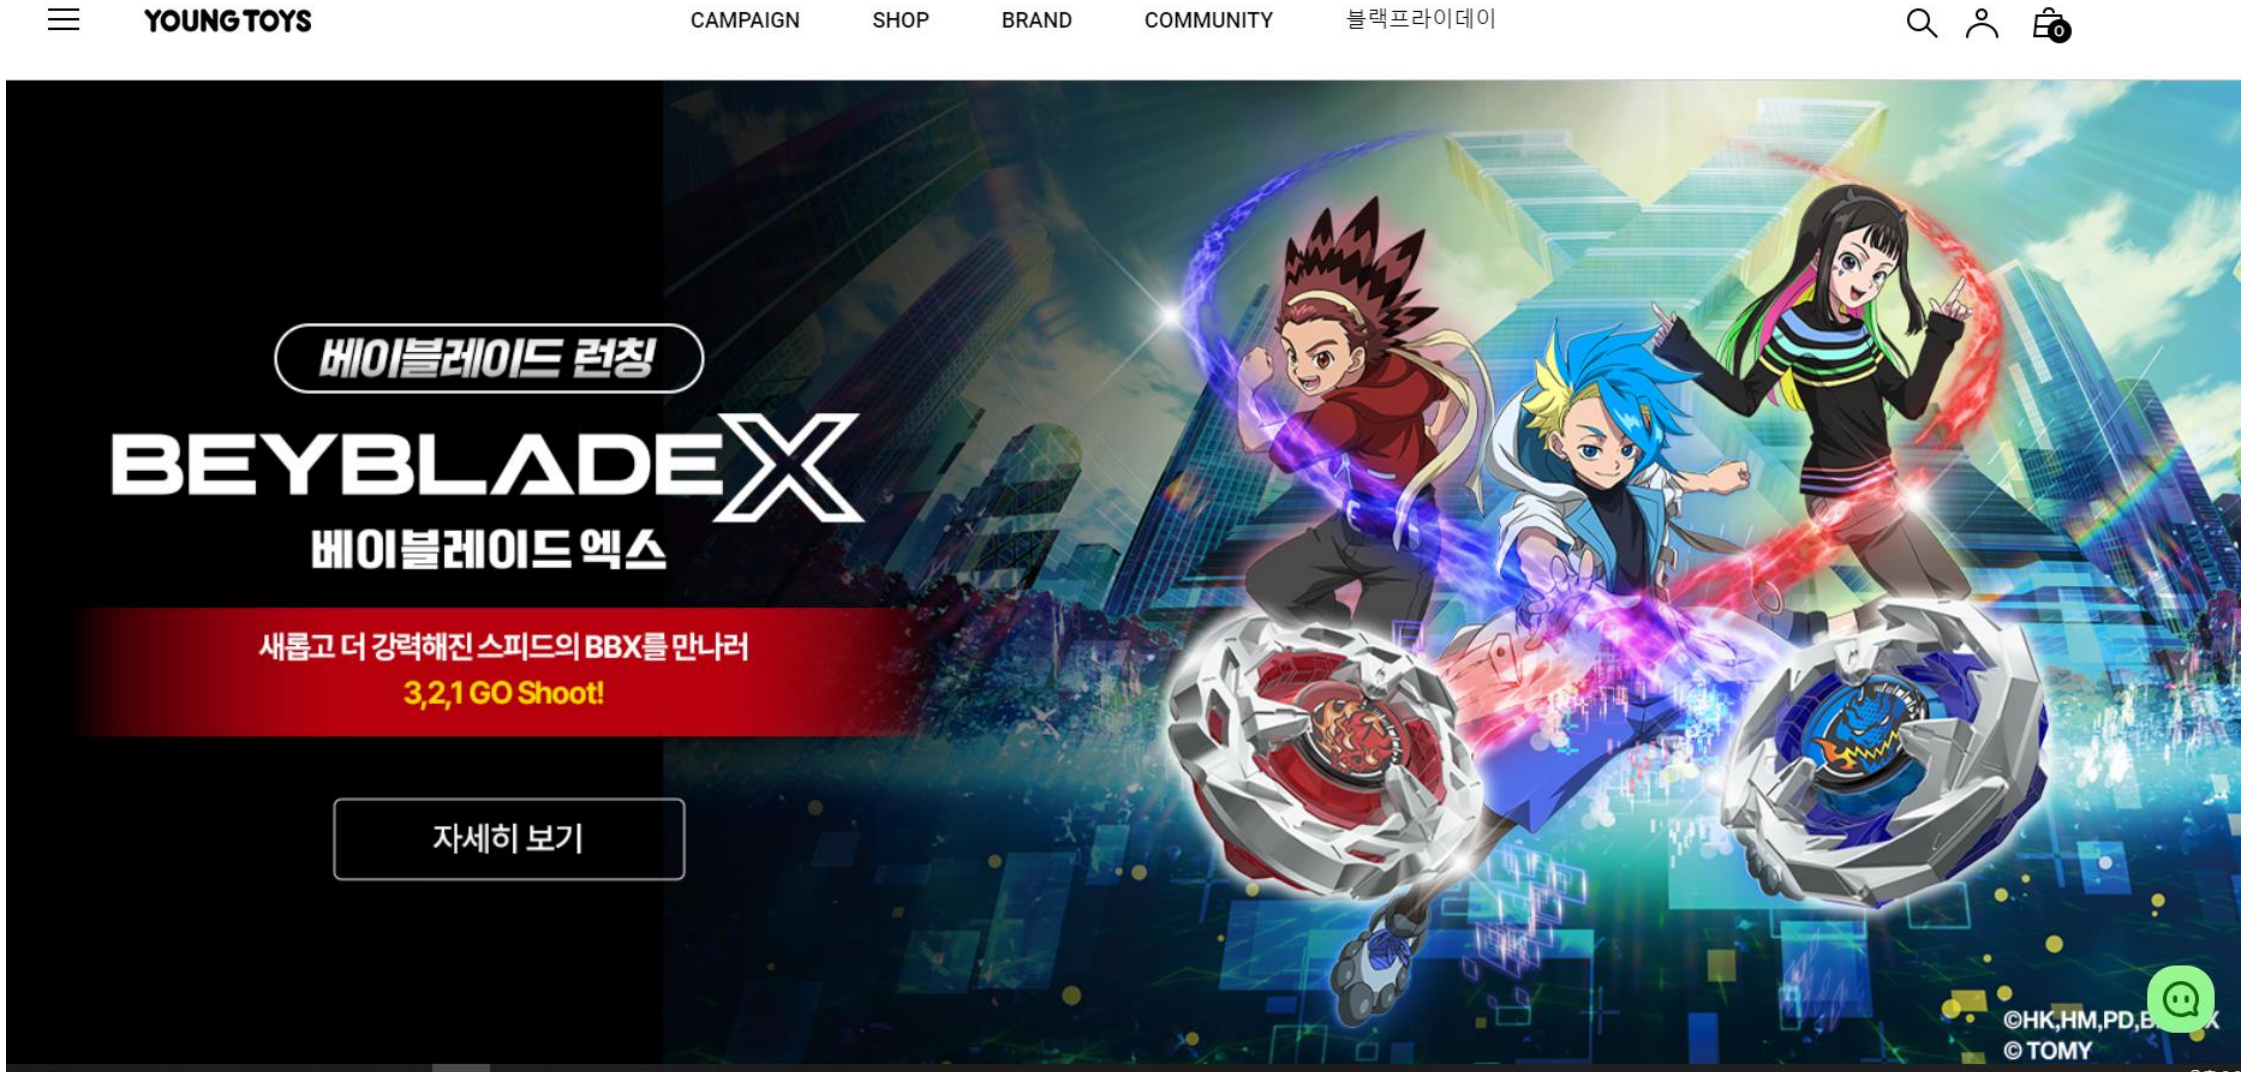 YOUNG TOYS
CAMPAIGN SHOP BRAND COMMUNITY 블랙프라이데이
0
베이블레이드 런칭
BEYBLADE X
베이블레이드 엑스
새롭고 더 강력해진 스피드의 BBX를 만나러
3,2,1 GO Shoot!
자세히 보기
©HK,HM,PD,B X
© TOMY